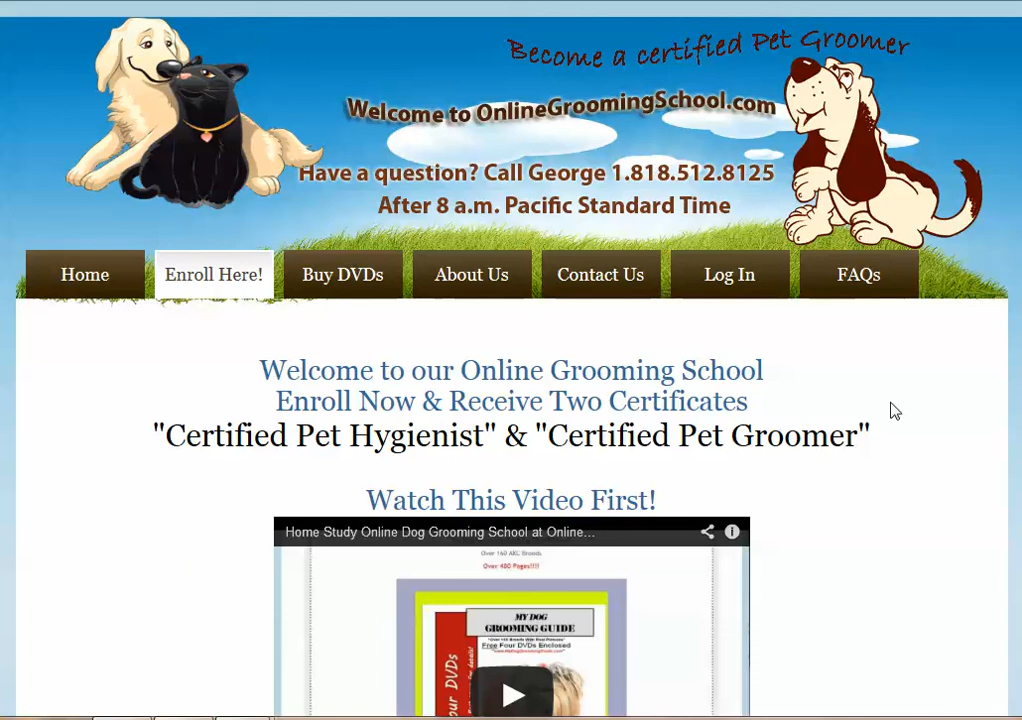 Become a certified Pet Groomer
Welcome to OnlineGroomingSchool.com
Have a question? Call George 1.818.512.8125
After 8 a.m. Pacific Standard Time
Home
Enroll Here!
Buy DVDs
About Us
Contact Us
Log In
FAQs
Welcome to our Online Grooming School
Enroll Now & Receive Two Certificates
"Certified Pet Hygienist" & "Certified Pet Groomer"
Watch This Video First!
Home Study Online Dog Grooming School at Online...
Over 160 AKC Breeds
Over 400 Pages!!!!
MY DOG
GROOMING GUIDE
Free Four DVDs Enclosed